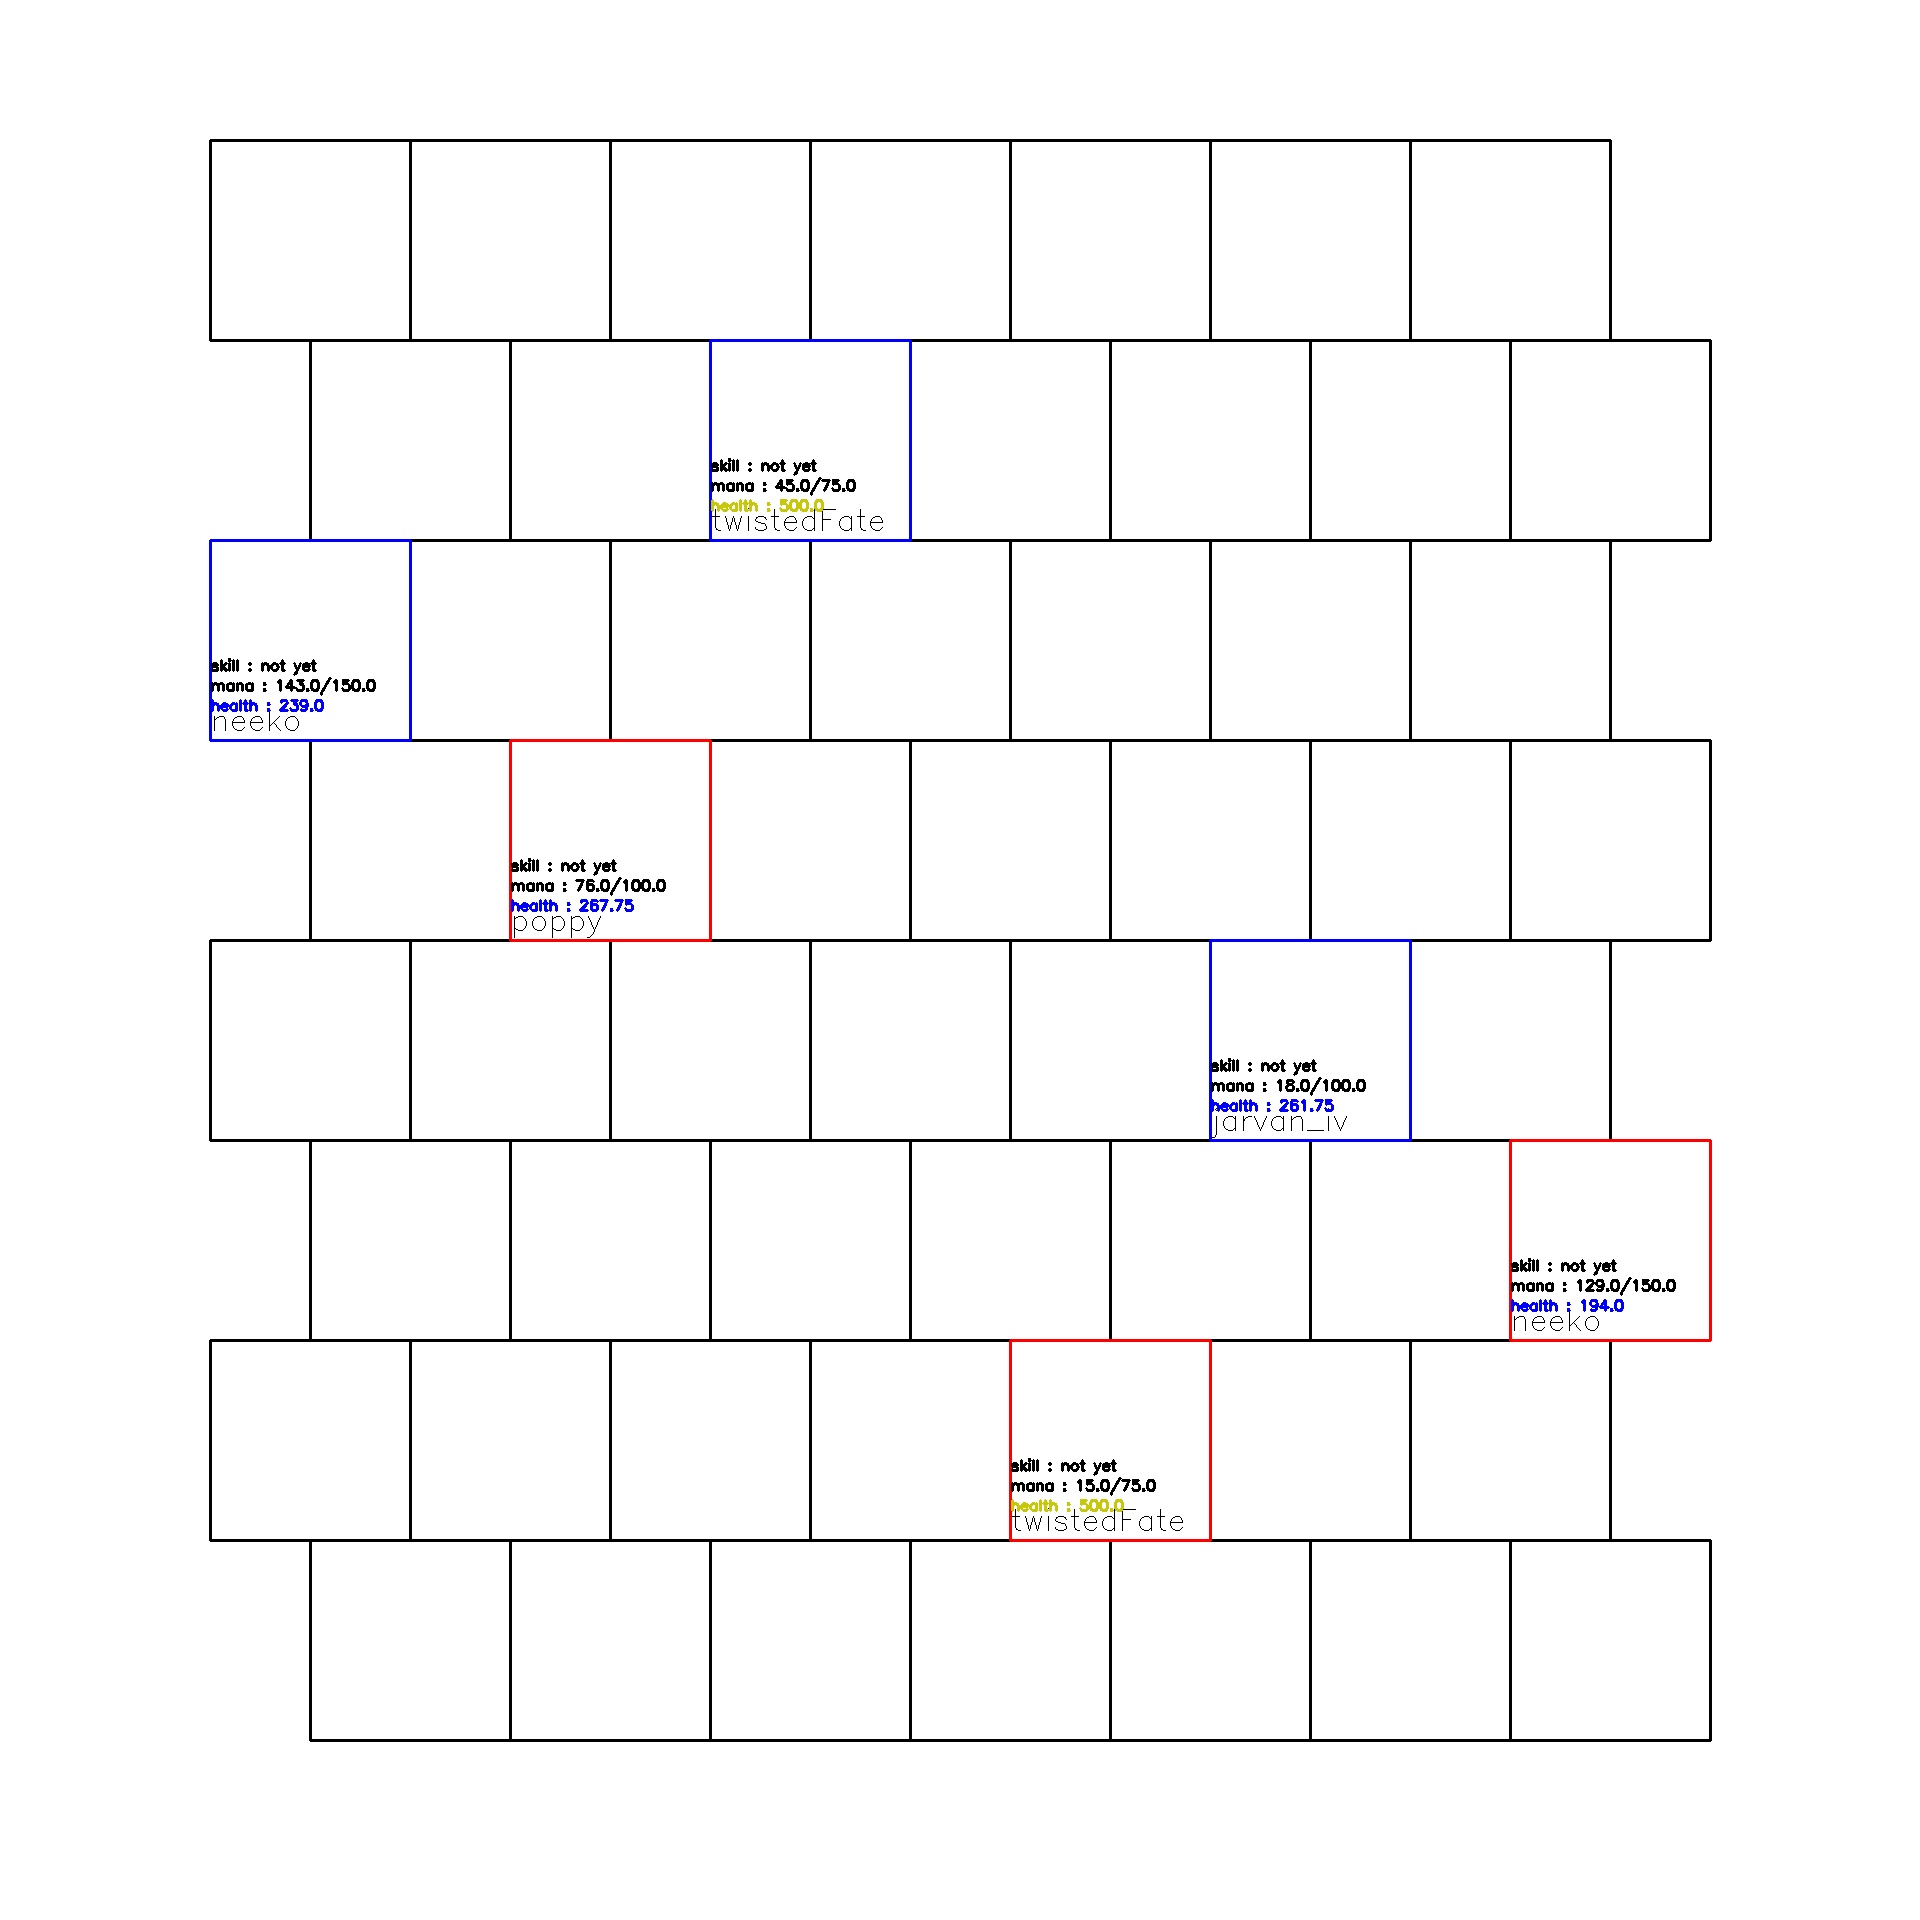 skill : not yet
mana : 45.0/75.0
health : 500.0
twistedFate
skill : not yet
mana : 143.0/150.0
health : 239.0
neeko
skill : not yet
mana : 76.0/100.0
health : 267.75
poppy
skill : not yet
mana : 18.0/100.0
health : 261.75
jarvan_iv
skill : not yet
mana : 129.0/150.0
health : 194.0
neeko
skill : not yet
mana : 15.0/75.0
health : 500.0
twistedFate